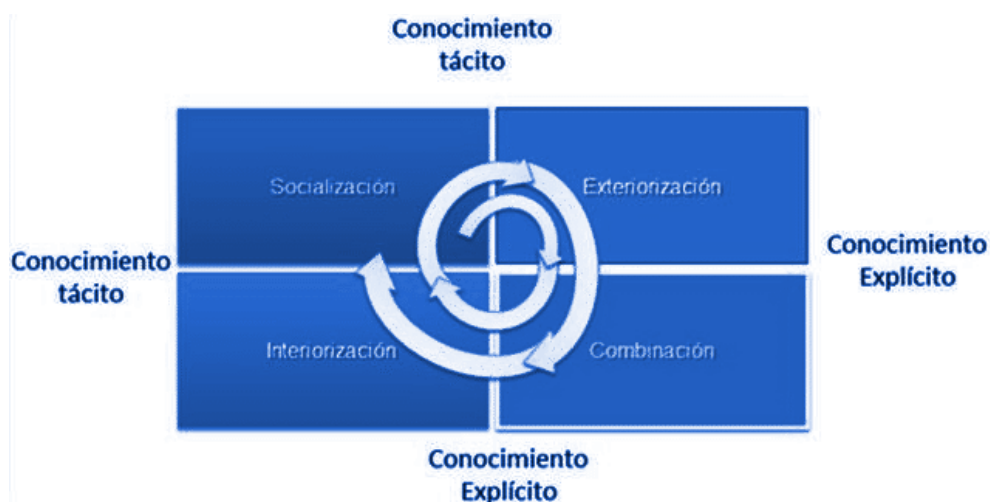 Conocimiento
tácito
Socialización
Exteriorización
Conocimiento
tácito
Conocimiento
Explícito
Interiorización
Combinación
Conocimiento
Explícito